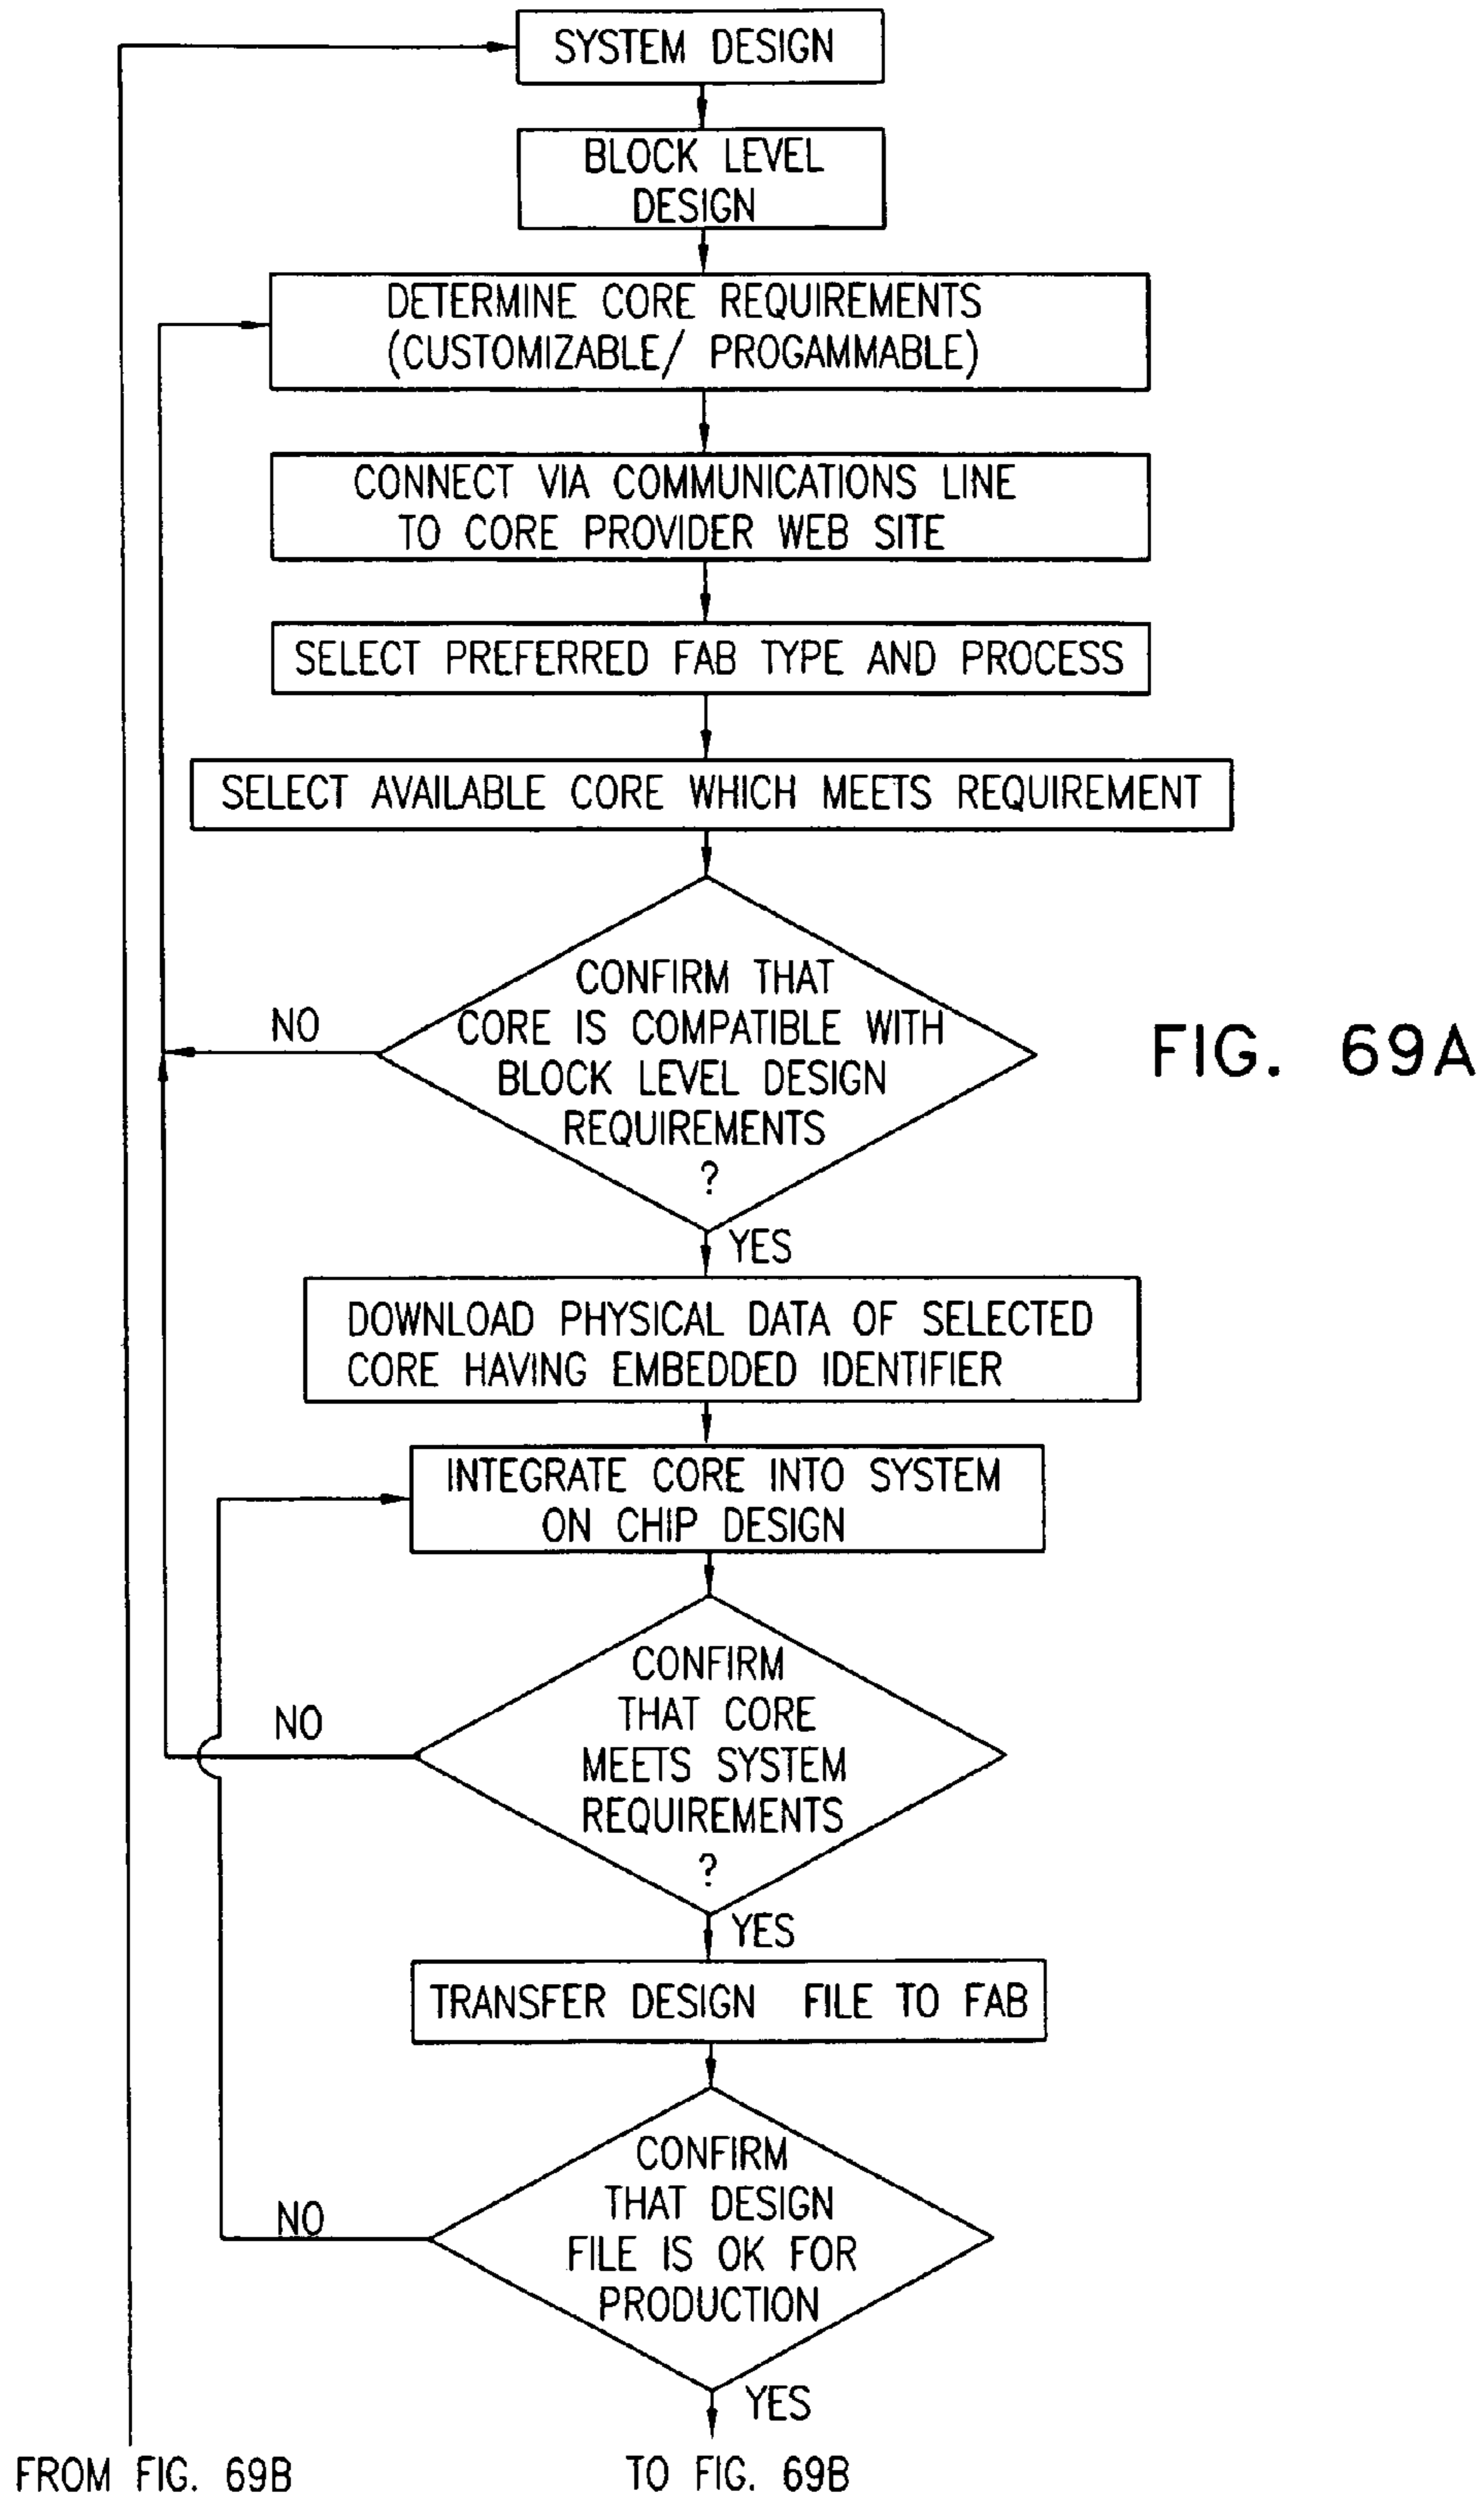 SYSTEM DESIGN
BLOCK LEVEL
DESIGN
DETERMINE CORE REQUIREMENTS
(CUSTOMIZABLE/ PROGAMMABLE)
CONNECT VIA COMMUNICATIONS LINE
TO CORE PROVIDER WEB SITE
SELECT PREFERRED FAB TYPE AND PROCESS
SELECT AVAILABLE CORE WHICH MEETS REQUIREMENT
CONFIRM THAT
CORE IS COMPATIBLE WITH
BLOCK LEVEL DESIGN
REQUIREMENTS
?
NO
FIG. 69A
YES
DOWNLOAD PHYSICAL DATA OF SELECTED
CORE HAVING EMBEDDED IDENTIFIER
INTEGRATE CORE INTO SYSTEM
ON CHIP DESIGN
CONFIRM
THAT CORE
MEETS SYSTEM
REQUIREMENTS
?
NO
YES
TRANSFER DESIGN FILE TO FAB
CONFIRM
THAT DESIGN
FILE IS OK FOR
PRODUCTION
NO
YES
FROM FIG. 69B
TO FIG. 69B